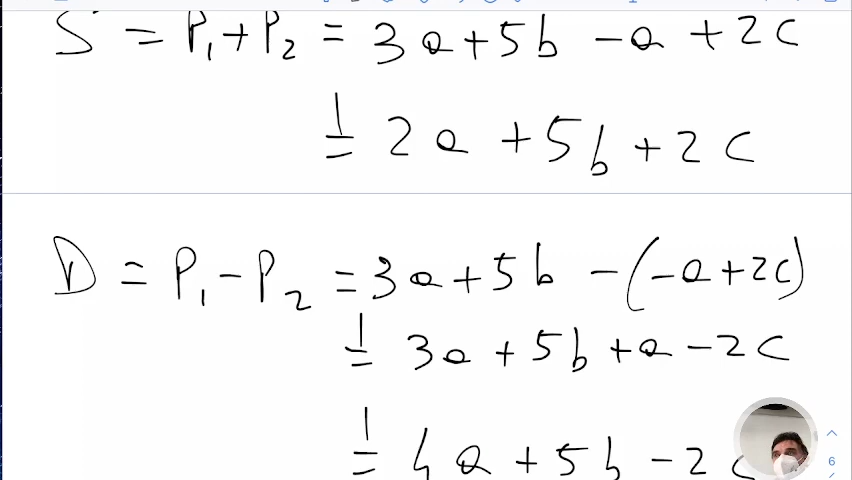 S = P₁ + P₂ = 3a + 5b - a + 2c
= 2a + 5b + 2c
D = P₁ - P₂ = 3a + 5b - (-a + 2c)
= 3a + 5b + a - 2c
= 4a + 5b - 2c
6